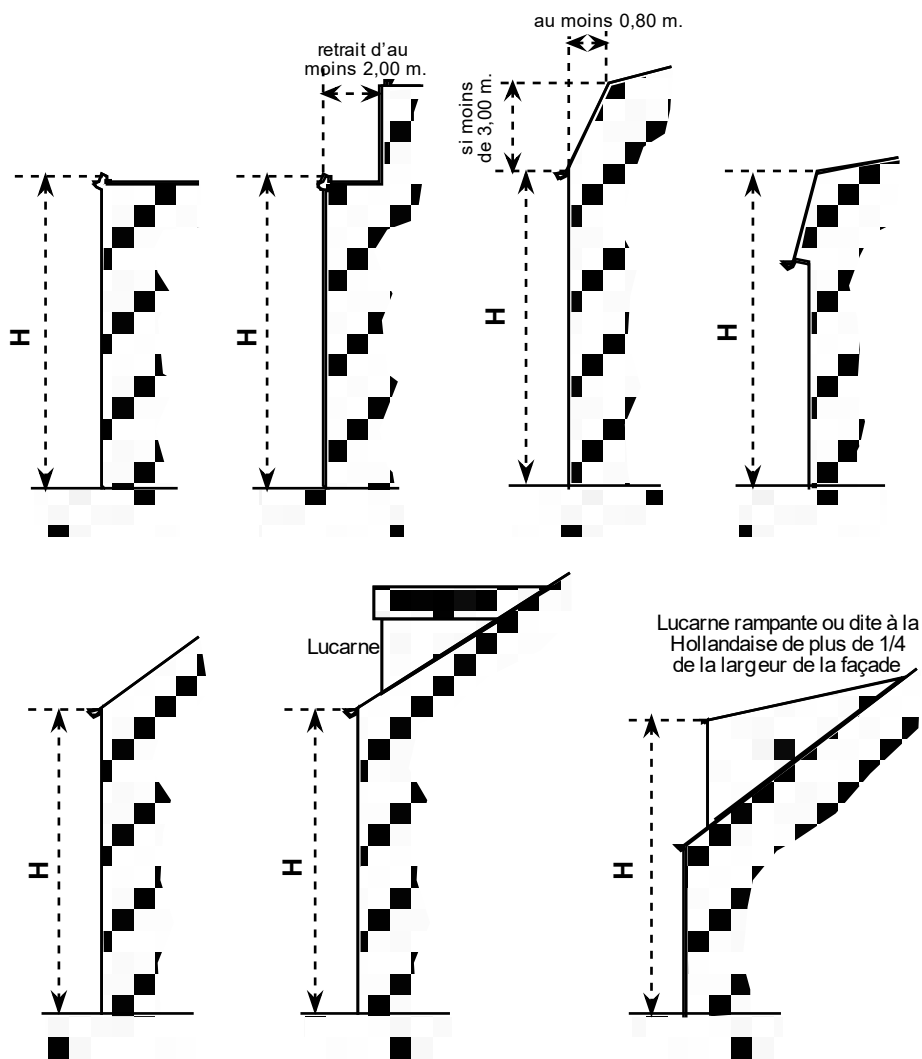 retrait d'au
moins 2,00 m.
au moins 0,80 m.
si moins
de 3,00 m.
H
H
H
H
Lucarne
Lucarne rampante ou dite à la
Hollandaise de plus de 1/4
de la largeur de la façade
H
H
H